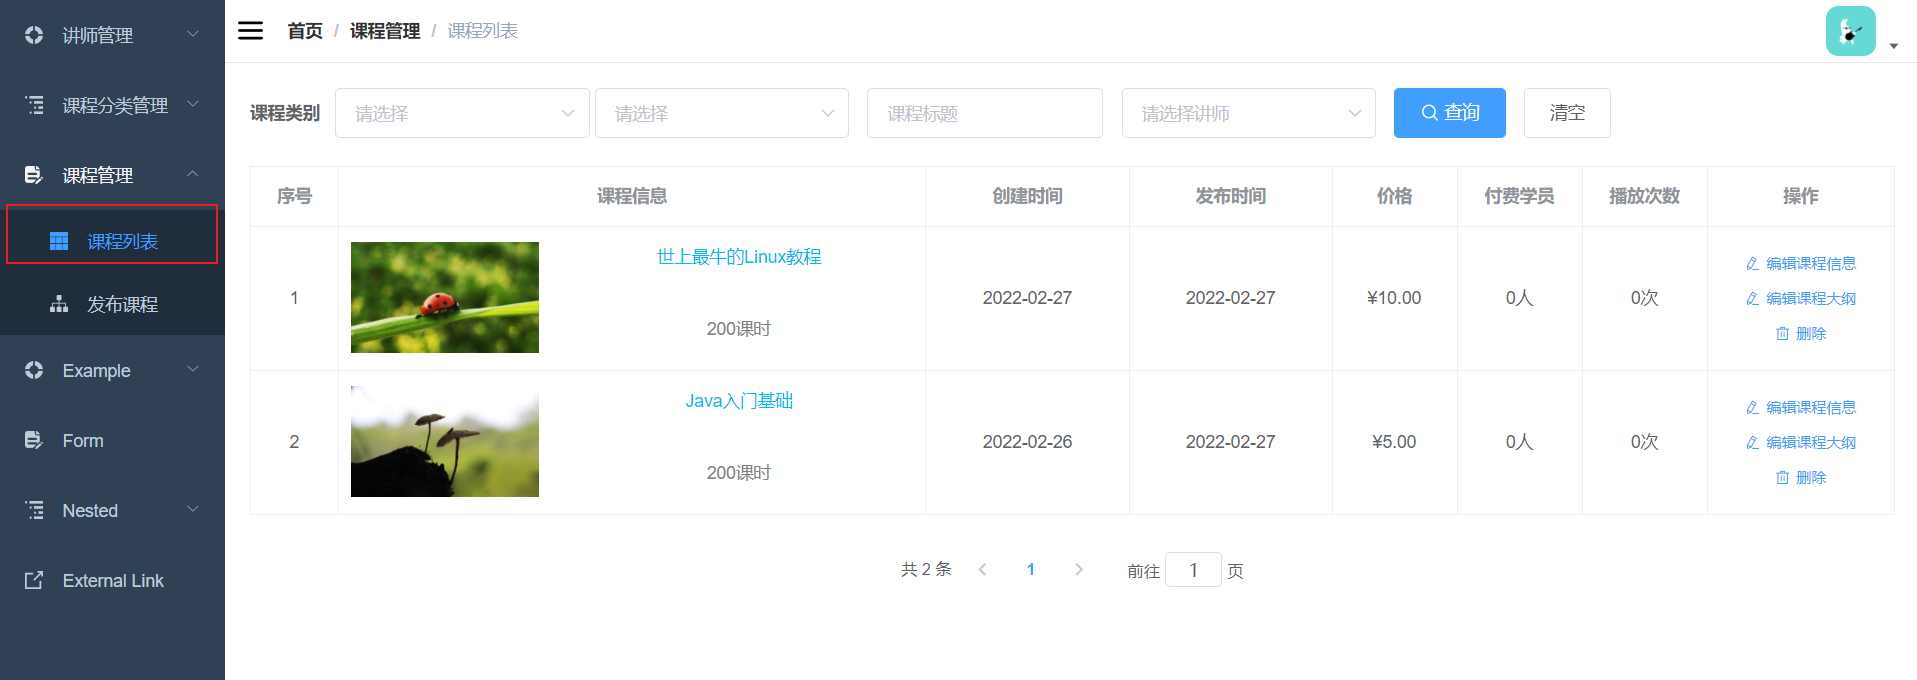 讲师管理
课程分类管理
课程管理
课程列表
发布课程
Example
Form
Nested
External Link
首页 / 课程管理 / 课程列表
课程类别 请选择 请选择 课程标题 请选择讲师 查询 清空
序号 课程信息 创建时间 发布时间 价格 付费学员 播放次数 操作
世上最牛的Linux教程
1 2022-02-27 2022-02-27 ¥10.00 0人 0次
200课时
编辑课程信息
编辑课程大纲
删除
Java入门基础
2 2022-02-26 2022-02-27 ¥5.00 0人 0次
200课时
编辑课程信息
编辑课程大纲
删除
共 2 条 1 前往 1 页